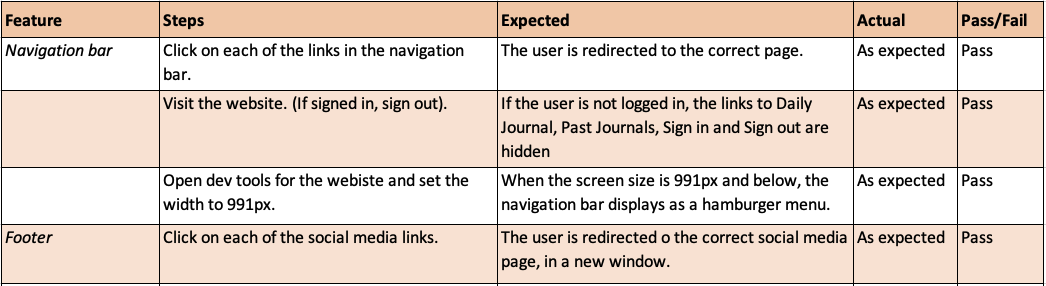 Feature Steps Expected Actual Pass/Fail
Navigation bar Click on each of the links in the navigation The user is redirected to the correct page. As expected Pass
bar.
Visit the website. (If signed in, sign out). If the user is not logged in, the links to Daily As expected Pass
Journal, Past Journals, Sign in and Sign out are
hidden
Open dev tools for the webiste and set the When the screen size is 991px and below, the As expected Pass
width to 991px. navigation bar displays as a hamburger menu.
Footer Click on each of the social media links. The user is redirected o the correct social media As expected Pass
page, in a new window.